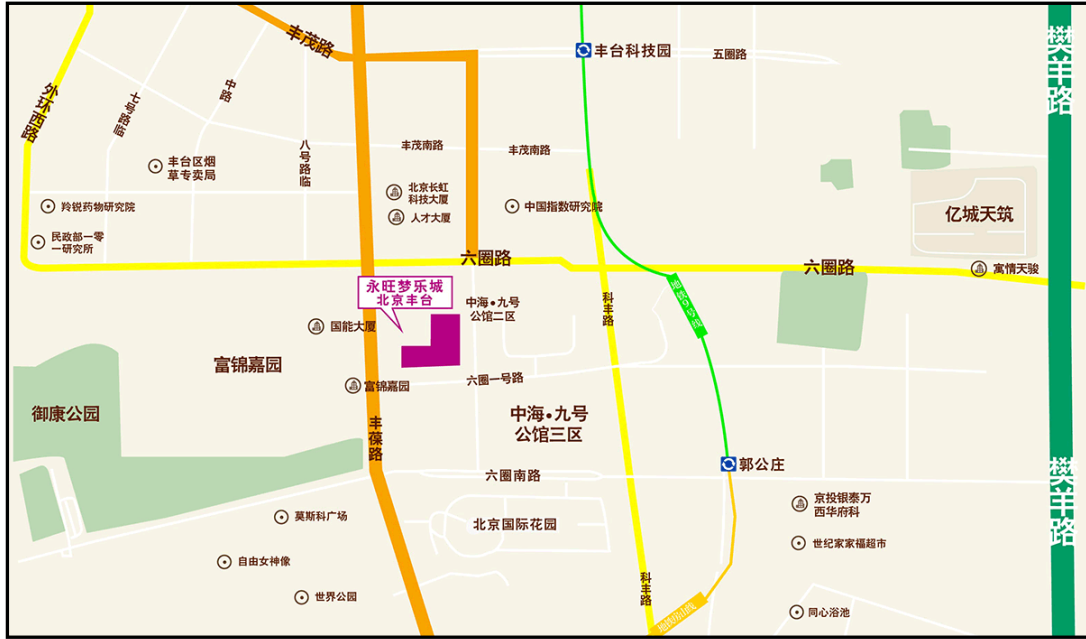 丰茂路
樊羊路
丰台科技园
五圈路
外环西路
七号路临
中路
八号路临
丰茂南路
丰茂南路
丰台区烟
草专卖局
北京长虹
科技大厦
人才大厦
中国指数研究院
羚锐药物研究院
民政部一零
一研究所
亿城天筑
六圈路
六圈路
寓情天骏
永旺梦乐城
北京丰台
中海•九号
公馆二区
科丰路
国能大厦
富锦嘉园
富锦嘉园
六圈一号路
御康公园
中海•九号
公馆三区
丰葆路
六圈南路
郭公庄
樊羊路
京投银泰万
西华府科
莫斯科广场
北京国际花园
世纪家家福超市
自由女神像
科丰路
世界公园
同心浴池